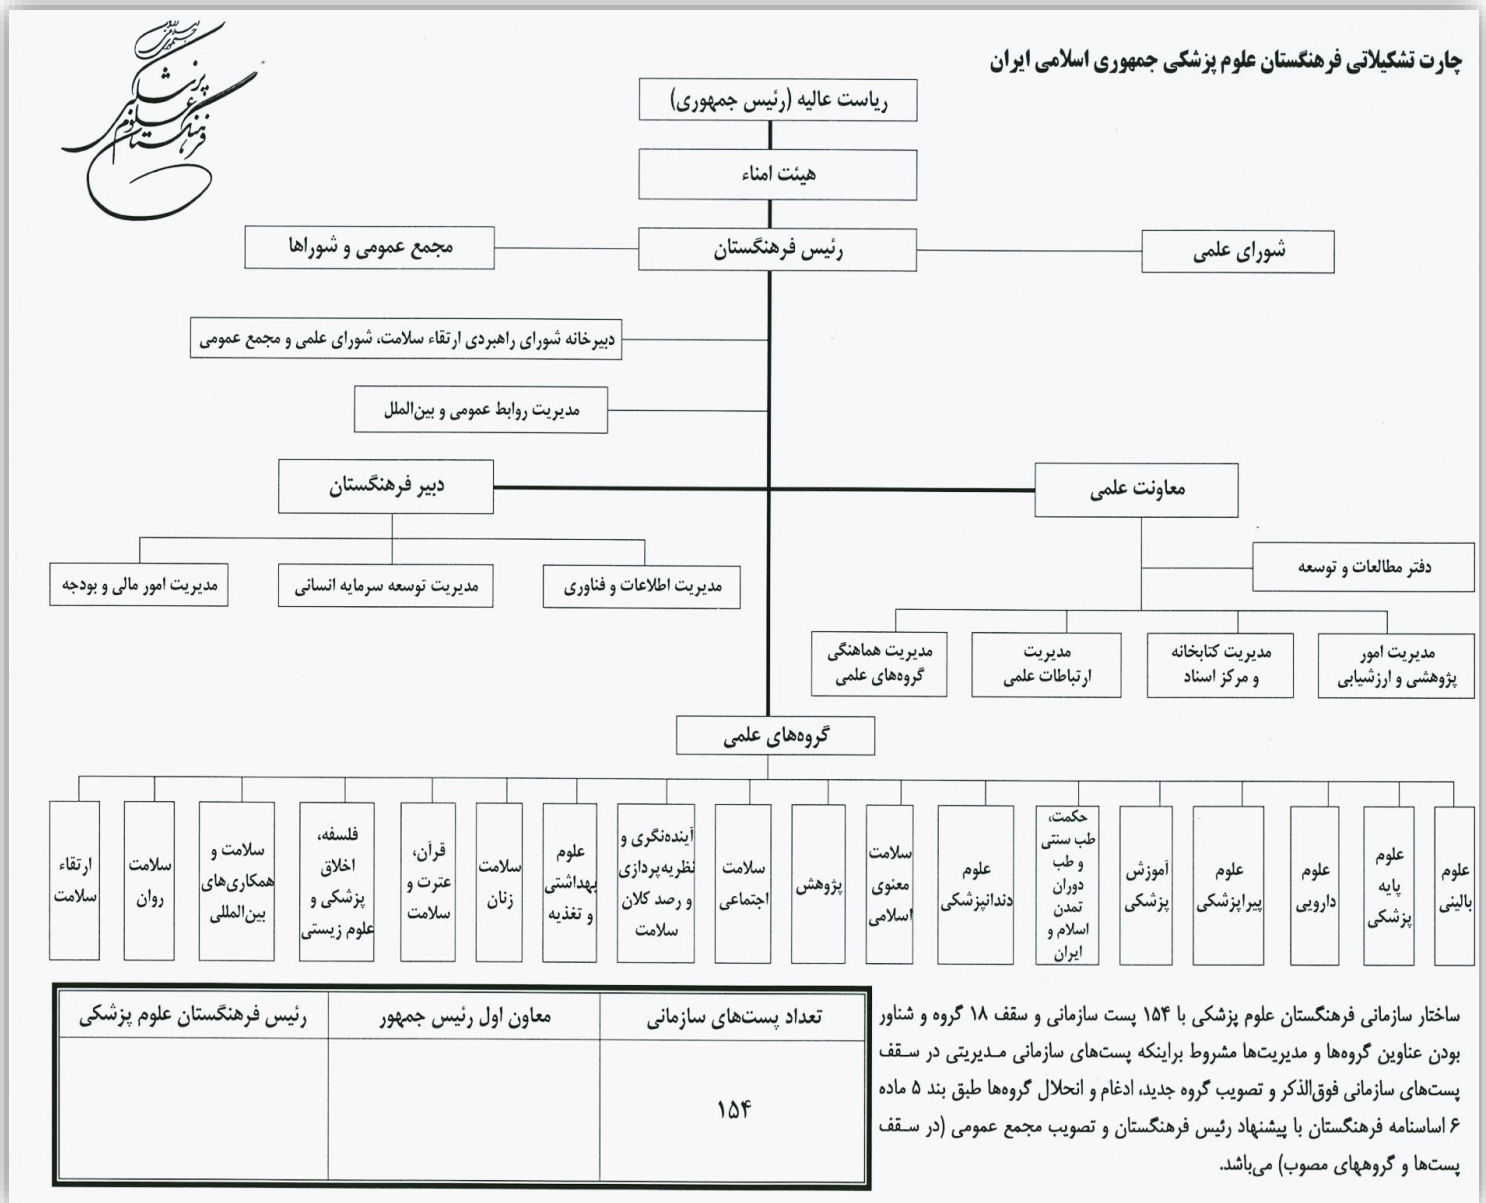 چارت تشکیلاتی فرهنگستان علوم پزشکی جمهوری اسلامی ایران
فرهنگستان علوم پزشکی
جمهوری اسلامی
ریاست عالیه (رئیس جمهوری)
هیئت امناء
شورای علمی
رئیس فرهنگستان
مجمع عمومی و شوراها
دبیرخانه شورای راهبردی ارتقاء سلامت، شورای علمی و مجمع عمومی
مدیریت روابط عمومی و بین‌الملل
معاونت علمی
دبیر فرهنگستان
دفتر مطالعات و توسعه
مدیریت اطلاعات و فناوری
مدیریت توسعه سرمایه انسانی
مدیریت امور مالی و بودجه
مدیریت امور
پژوهشی و ارزشیابی
مدیریت کتابخانه
و مرکز اسناد
مدیریت
ارتباطات علمی
مدیریت هماهنگی
گروه‌های علمی
گروه‌های علمی
علوم
بالینی
علوم
پایه
پزشکی
علوم
دارویی
علوم
پیراپزشکی
آموزش
پزشکی
حکمت،
طب سنتی
و طب
دوران
تمدن
اسلام و
ایران
علوم
دندانپزشکی
سلامت
معنوی
اسلامی
پژوهش
سلامت
اجتماعی
آینده‌نگری و
نظریه‌پردازی
و رصد کلان
سلامت
علوم
بهداشتی
و تغذیه
سلامت
زنان
قرآن،
عترت و
سلامت
فلسفه،
اخلاق
پزشکی و
علوم زیستی
سلامت و
همکاری‌های
بین‌المللی
سلامت
روان
ارتقاء
سلامت
ساختار سازمانی فرهنگستان علوم پزشکی با ۱۵۴ پست سازمانی و سقف ۱۸ گروه و شناور
بودن عناوین گروه‌ها و مدیریت‌ها مشروط براینکه پست‌های سازمانی مـدیریتی در سـقف
پست‌های سازمانی فوق‌الذکر و تصویب گروه جدید، ادغام و انحلال گروه‌ها طبق بند ۵ ماده
۶ اساسنامه فرهنگستان با پیشنهاد رئیس فرهنگستان و تصویب مجمع عمومی (در سـقف
پست‌ها و گروههای مصوب) می‌باشد.
تعداد پست‌های سازمانی
معاون اول رئیس جمهور
رئیس فرهنگستان علوم پزشکی
۱۵۴